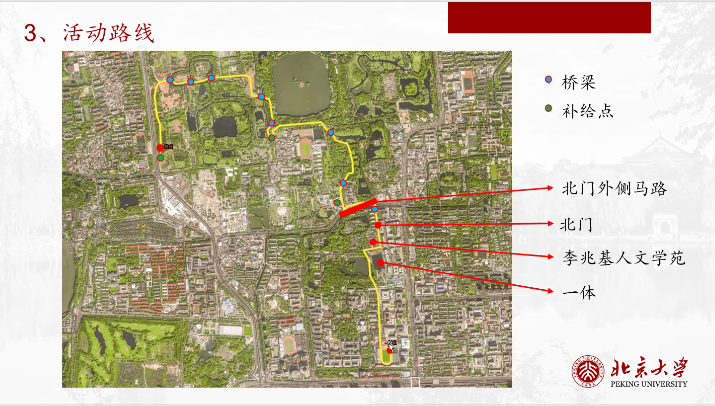 3、活动路线
桥梁
补给点
北门外侧马路
北门
李兆基人文学苑
一体
北京大学
PEKING UNIVERSITY